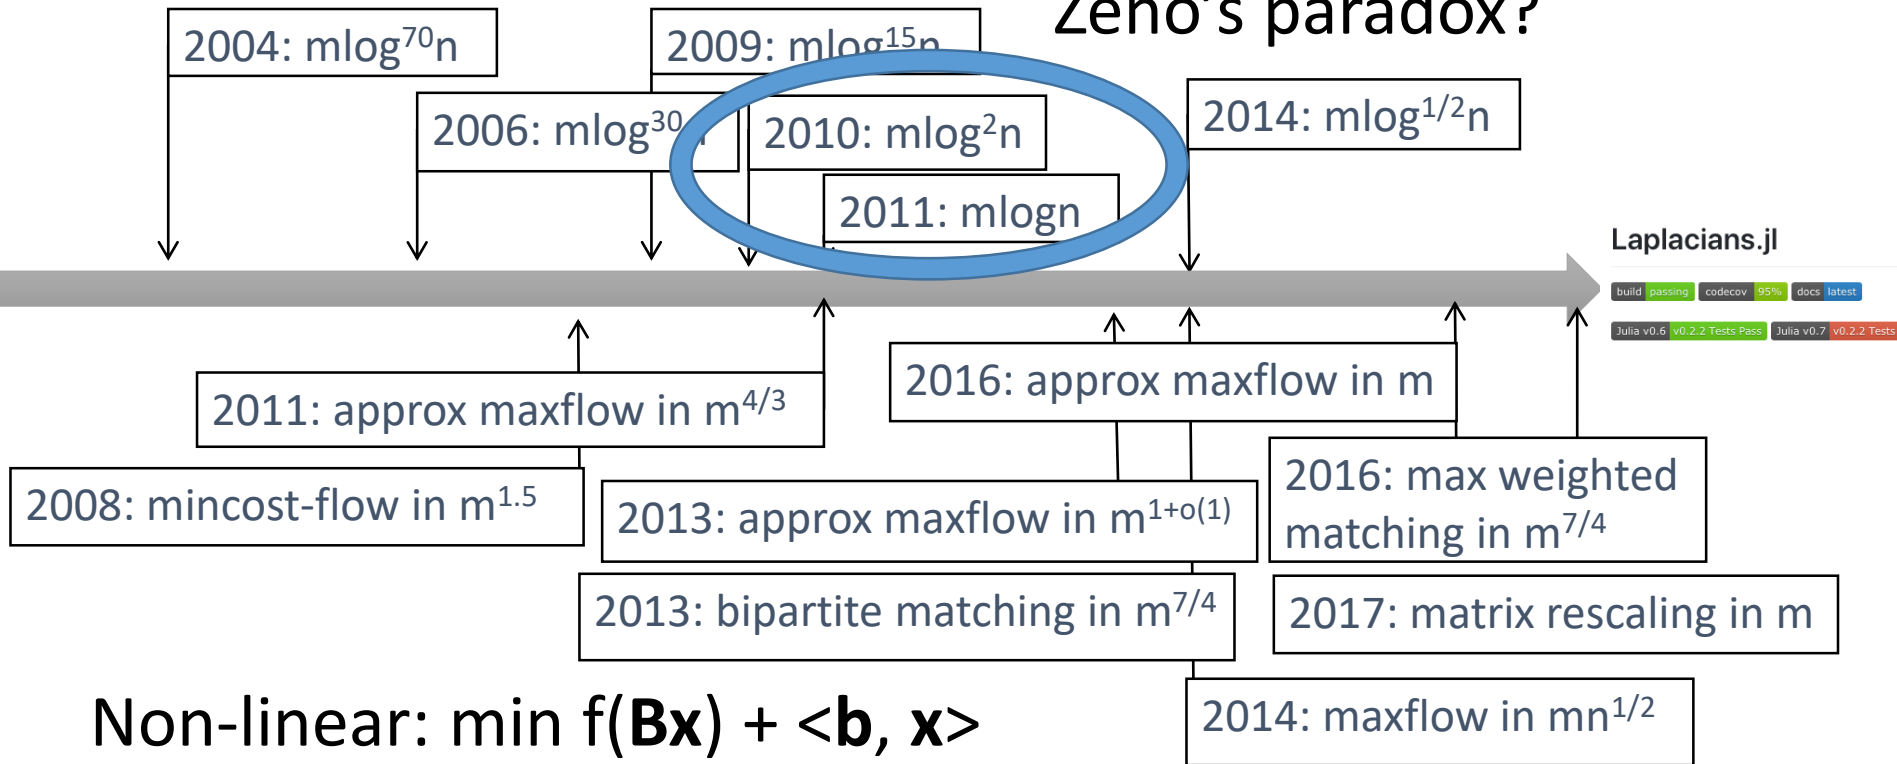 Zeno's paradox?
2004: mlog⁷⁰n
2009: mlog¹⁵n
2006: mlog³⁰n
2010: mlog²n
2014: mlog¹/²n
2011: mlogn
Laplacians.jl
build passing codecov 95% docs latest
Julia v0.6 v0.2.2 Tests Pass Julia v0.7 v0.2.2 Tests
2016: approx maxflow in m
2011: approx maxflow in m⁴/³
2008: mincost-flow in m¹·⁵
2013: approx maxflow in m¹⁺ᵒ⁽¹⁾
2016: max weighted
matching in m⁷/⁴
2013: bipartite matching in m⁷/⁴
2017: matrix rescaling in m
2014: maxflow in mn¹/²
Non-linear: min f(Bx) + <b, x>